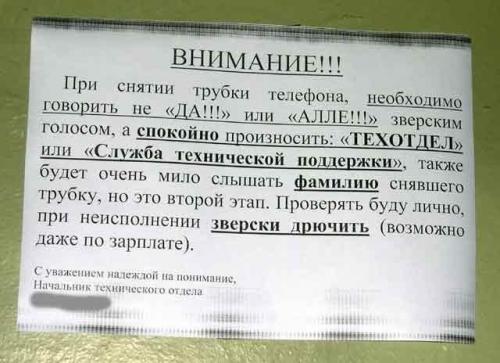 ВНИМАНИЕ!!!
При снятии трубки телефона, необходимо
говорить не «ДА!!!» или «АЛЛЕ!!!» зверским
голосом, а спокойно произносить: «ТЕХОТДЕЛ»
или «Служба технической поддержки», также
будет очень мило слышать фамилию снявшего
трубку, но это второй этап. Проверять буду лично,
при неисполнении зверски дрючить (возможно
даже по зарплате).
С уважением надеждой на понимание,
Начальник технического отдела